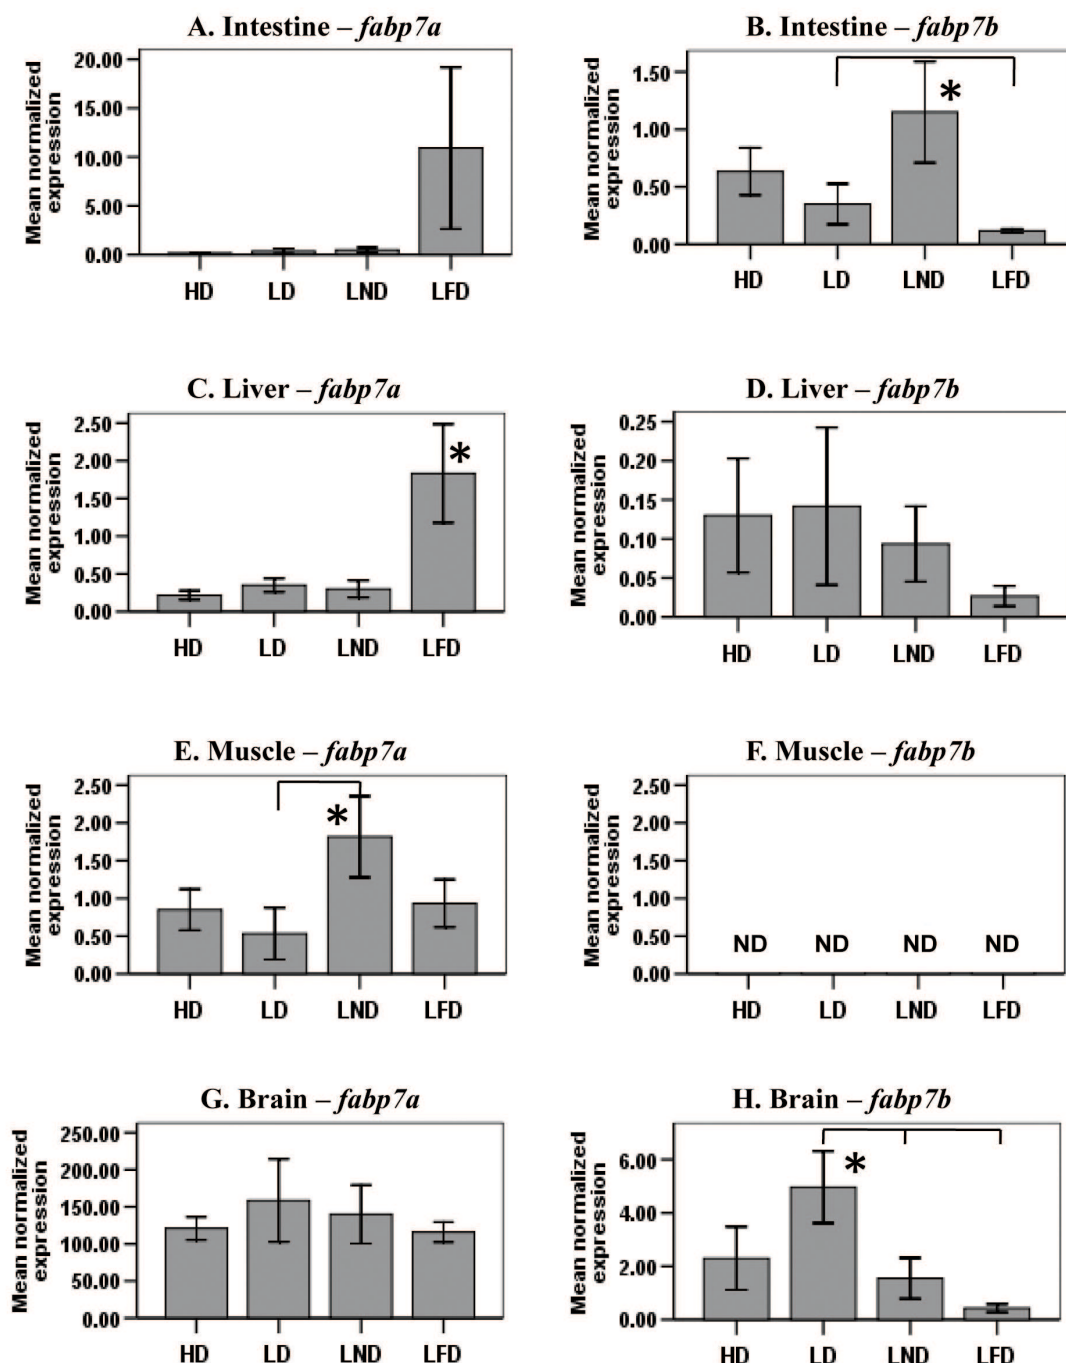 A. Intestine – fabp7a
Mean normalized
expression
20.00
15.00
10.00
5.00
0.00
HD LD LND LFD
B. Intestine – fabp7b
Mean normalized
expression
1.50
1.00
0.50
0.00
*
HD LD LND LFD
C. Liver – fabp7a
Mean normalized
expression
2.50
2.00
1.50
1.00
0.50
0.00
*
HD LD LND LFD
D. Liver – fabp7b
Mean normalized
expression
0.25
0.20
0.15
0.10
0.05
0.00
HD LD LND LFD
E. Muscle – fabp7a
Mean normalized
expression
2.50
2.00
1.50
1.00
0.50
0.00
*
HD LD LND LFD
F. Muscle – fabp7b
Mean normalized
expression
2.50
2.00
1.50
1.00
0.50
0.00
ND ND ND ND
HD LD LND LFD
G. Brain – fabp7a
Mean normalized
expression
250.00
200.00
150.00
100.00
50.00
0.00
HD LD LND LFD
H. Brain – fabp7b
Mean normalized
expression
6.00
4.00
2.00
0.00
*
HD LD LND LFD